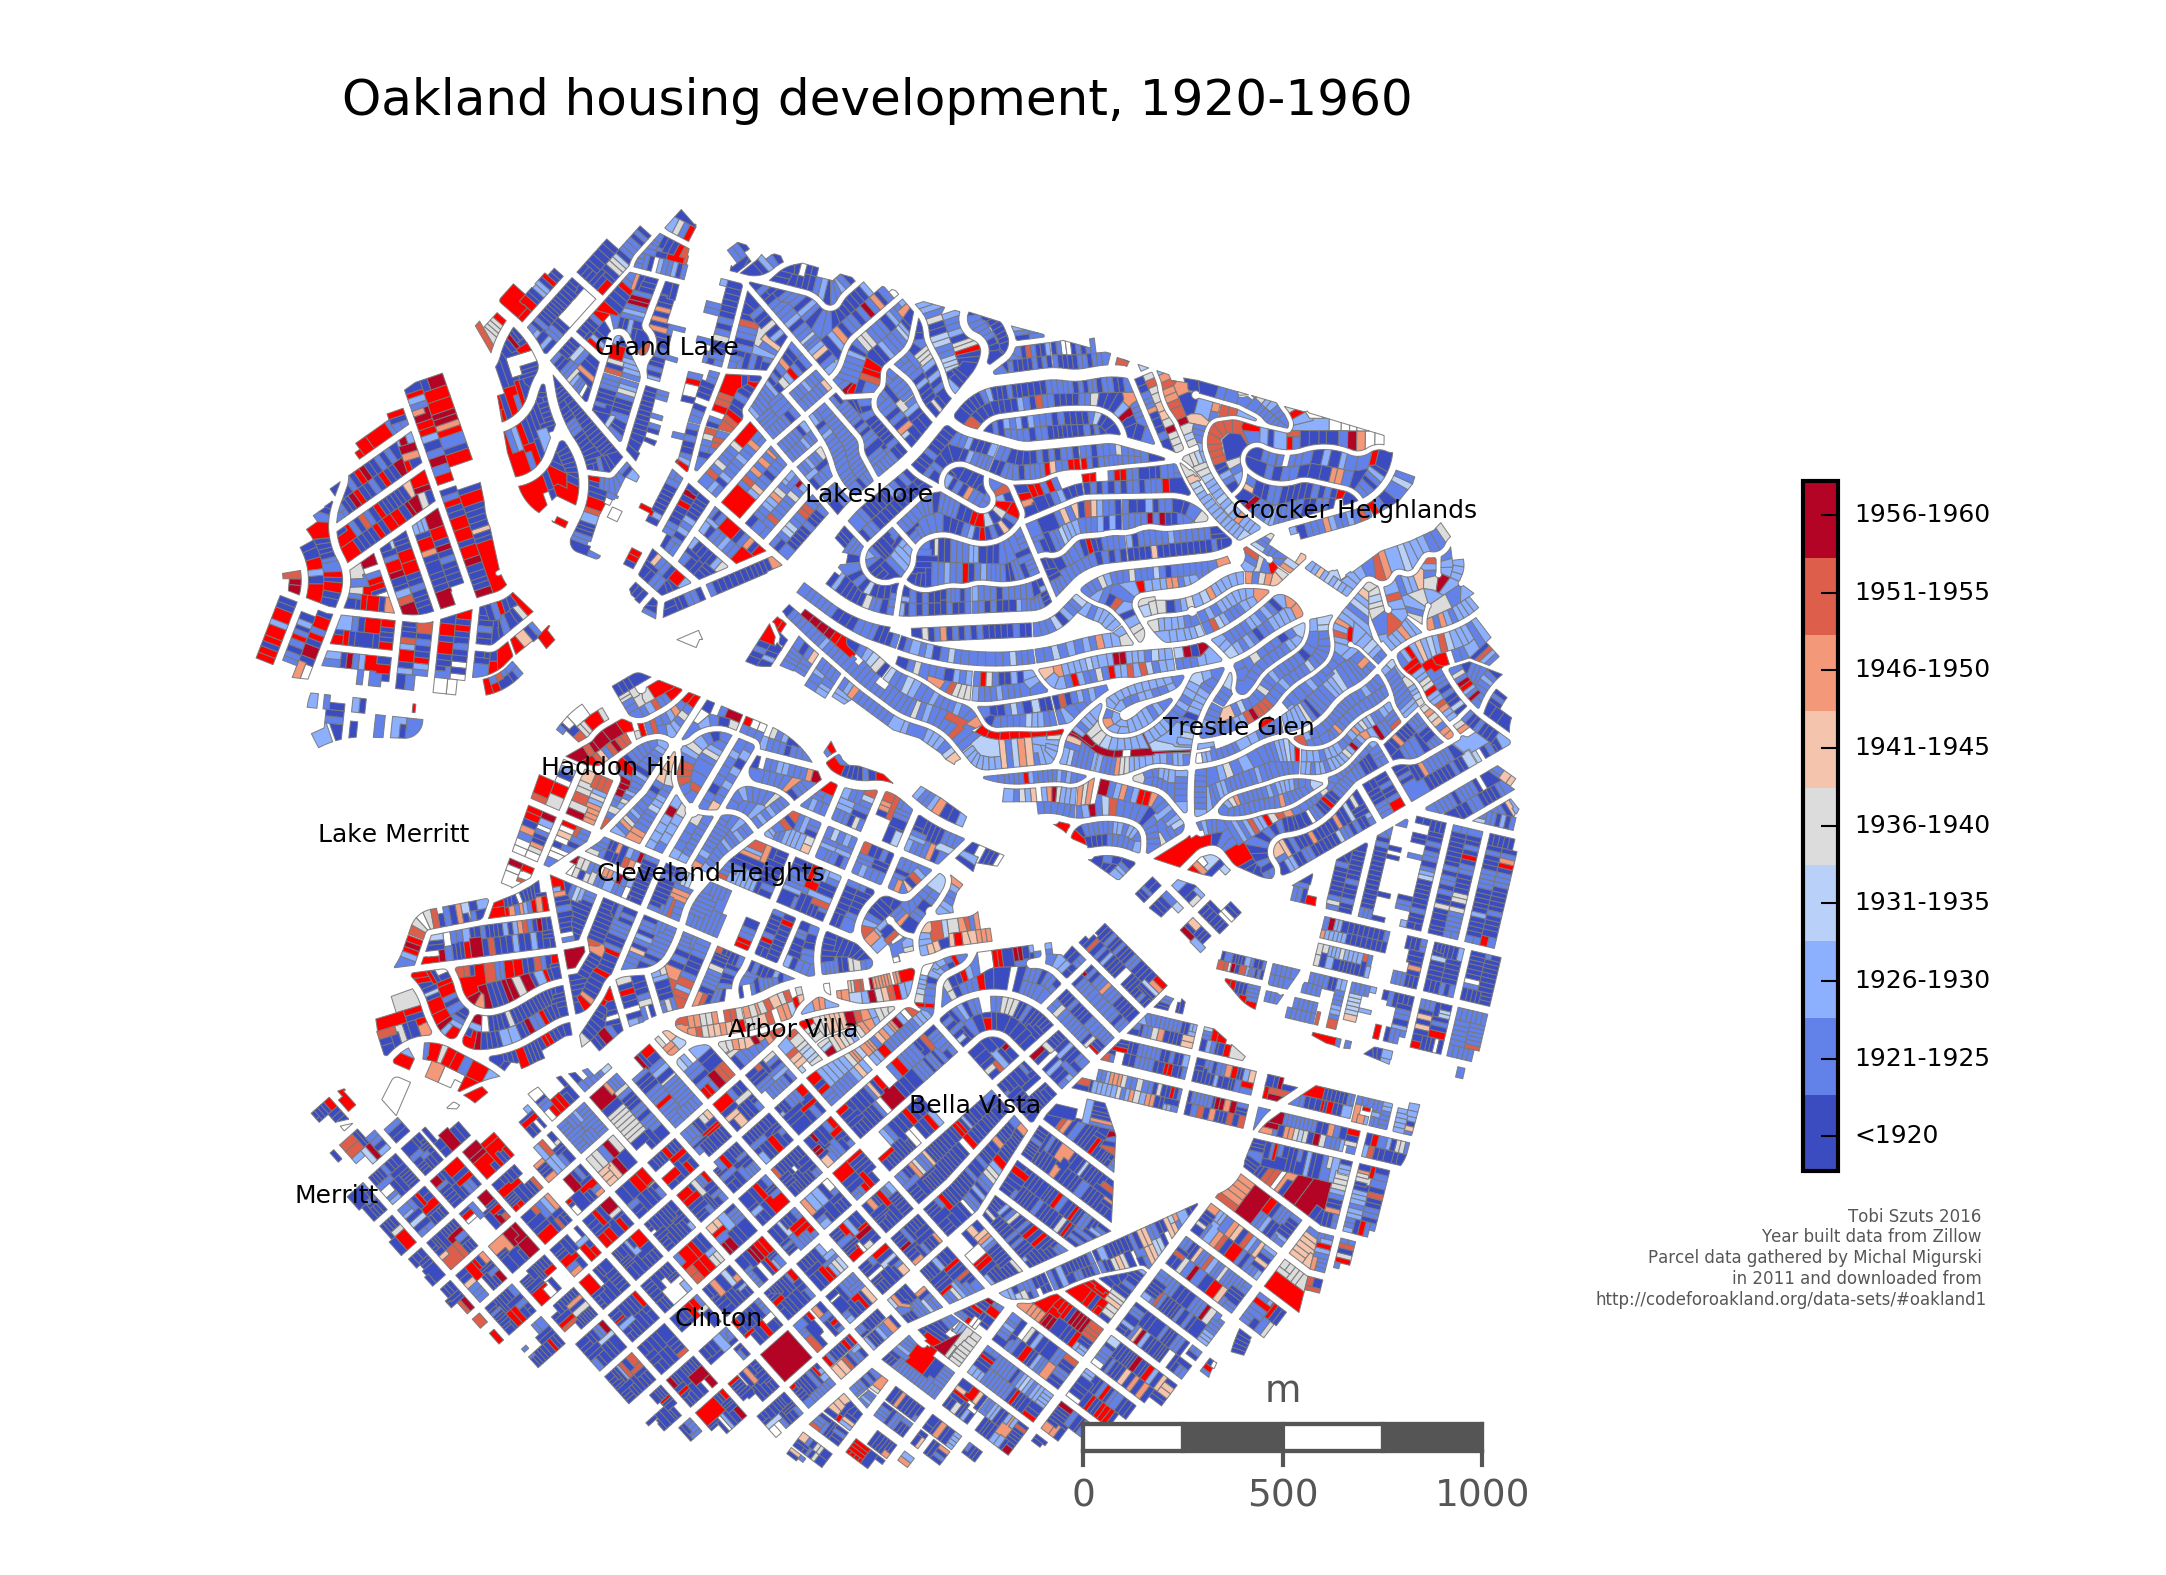 Oakland housing development, 1920-1960
Grand Lake
Lakeshore
Crocker Heighlands
Trestle Glen
Haddon Hill
Lake Merritt
Cleveland Heights
Arbor Villa
Bella Vista
Merritt
Clinton
1956-1960
1951-1955
1946-1950
1941-1945
1936-1940
1931-1935
1926-1930
1921-1925
<1920
Tobi Szuts 2016
Year built data from Zillow
Parcel data gathered by Michal Migurski
in 2011 and downloaded from
http://codeforoakland.org/data-sets/#oakland1
m
0 500 1000